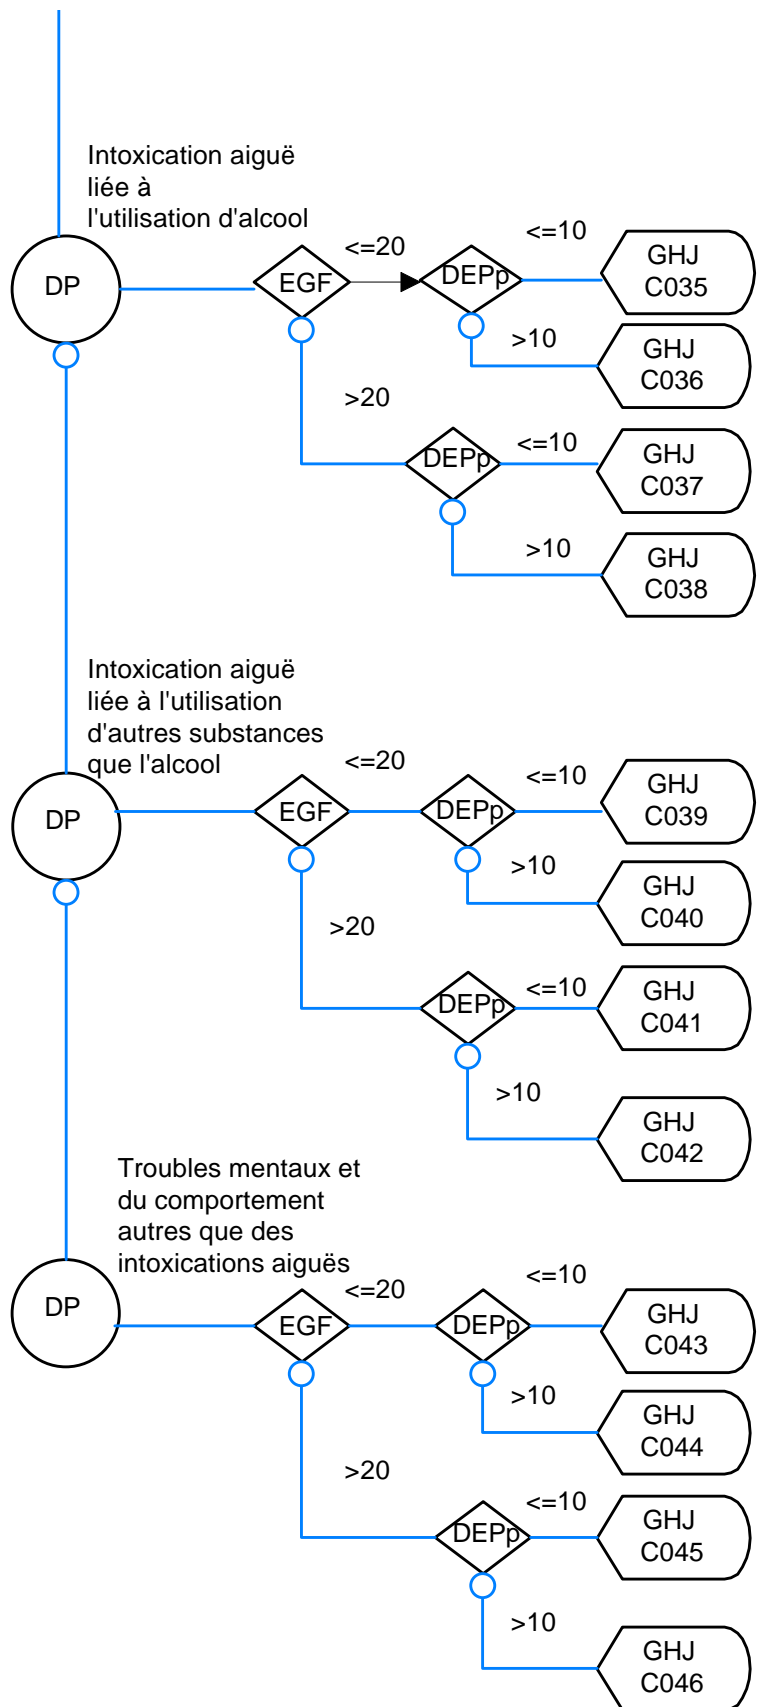 Intoxication aiguë
liée à
l'utilisation d'alcool
DP
EGF
<=20
DEPp
<=10
GHJ
C035
>10
GHJ
C036
>20
DEPp
<=10
GHJ
C037
>10
GHJ
C038
Intoxication aiguë
liée à l'utilisation
d'autres substances
que l'alcool
DP
EGF
<=20
DEPp
<=10
GHJ
C039
>10
GHJ
C040
>20
DEPp
<=10
GHJ
C041
>10
GHJ
C042
Troubles mentaux et
du comportement
autres que des
intoxications aiguës
DP
EGF
<=20
DEPp
<=10
GHJ
C043
>10
GHJ
C044
>20
DEPp
<=10
GHJ
C045
>10
GHJ
C046